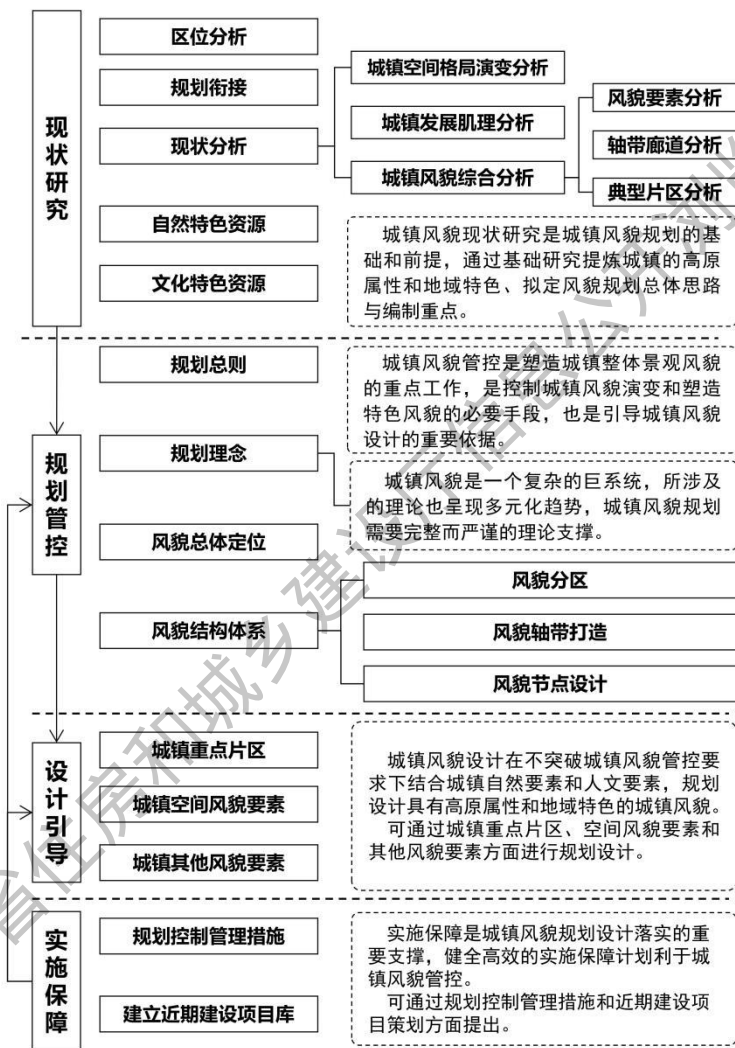 现状研究
区位分析
规划衔接
现状分析
自然特色资源
文化特色资源
城镇空间格局演变分析
城镇发展肌理分析
城镇风貌综合分析
风貌要素分析
轴带廊道分析
典型片区分析
城镇风貌现状研究是城镇风貌规划的基
础和前提，通过基础研究提炼城镇的高原
属性和地域特色、拟定风貌规划总体思路
与编制重点。
规划管控
规划总则
规划理念
风貌总体定位
风貌结构体系
城镇风貌管控是塑造城镇整体景观风貌
的重点工作，是控制城镇风貌演变和塑造
特色风貌的必要手段，也是引导城镇风貌
设计的重要依据。
城镇风貌是一个复杂的巨系统，所涉及
的理论也呈现多元化趋势，城镇风貌规划
需要完整而严谨的理论支撑。
风貌分区
风貌轴带打造
风貌节点设计
设计引导
城镇重点片区
城镇空间风貌要素
城镇其他风貌要素
城镇风貌设计在不突破城镇风貌管控要
求下结合城镇自然要素和人文要素，规划
设计具有高原属性和地域特色的城镇风貌。
可通过城镇重点片区、空间风貌要素和
其他风貌要素方面进行规划设计。
实施保障
规划控制管理措施
建立近期建设项目库
实施保障是城镇风貌规划设计落实的重
要支撑，健全高效的实施保障计划利于城
镇风貌管控。
可通过规划控制管理措施和近期建设项
目策划方面提出。
省住房和城乡建设厅信息公开浏览